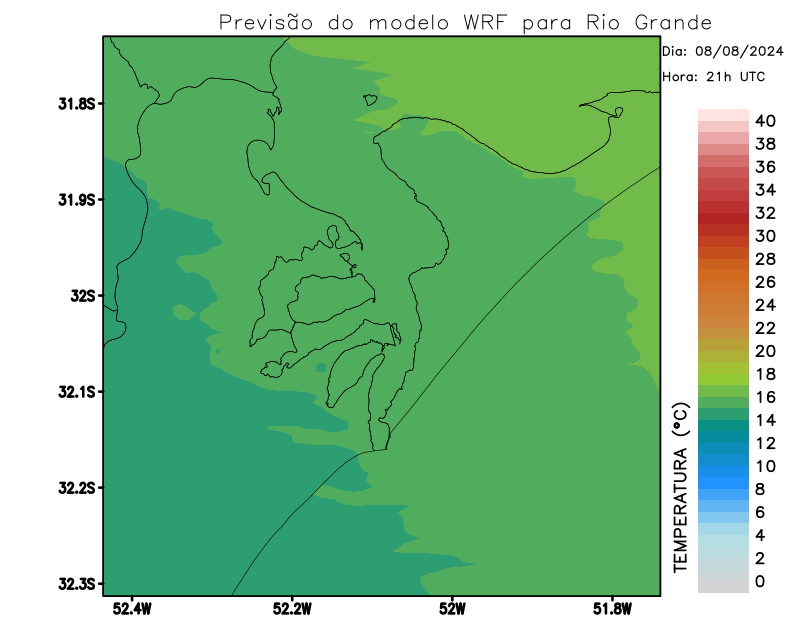 Previsão do modelo WRF para Rio Grande
Dia: 08/08/2024
Hora: 21h UTC
31.8S
31.9S
32S
32.1S
32.2S
32.3S
52.4W
52.2W
52W
51.8W
TEMPERATURA (°C)
40
38
36
34
32
30
28
26
24
22
20
18
16
14
12
10
8
6
4
2
0